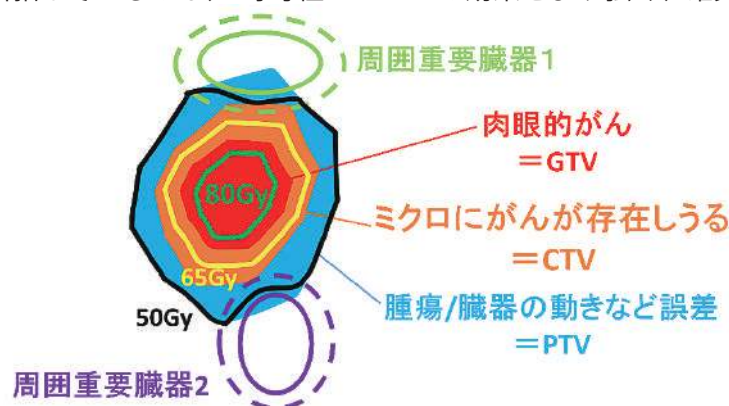 周囲重要臓器1
肉眼的がん
＝GTV
80Gy
ミクロにがんが存在しうる
＝CTV
65Gy
50Gy
腫瘍/臓器の動きなど誤差
＝PTV
周囲重要臓器2